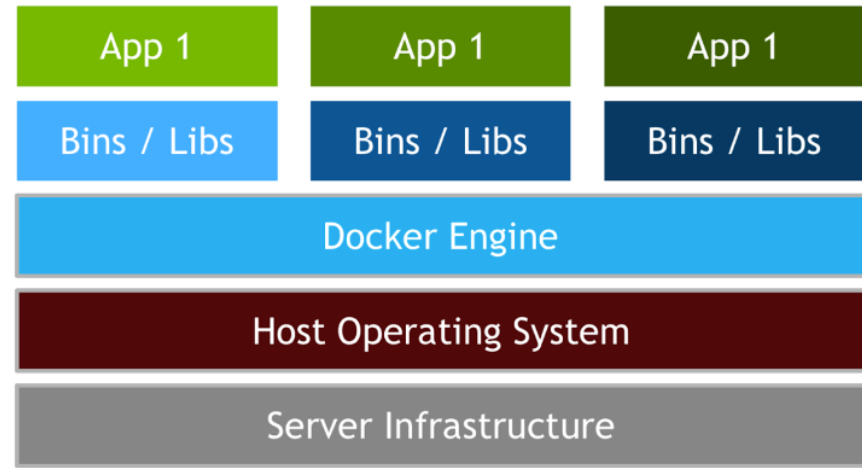 App 1 App 1 App 1
Bins / Libs Bins / Libs Bins / Libs
Docker Engine
Host Operating System
Server Infrastructure